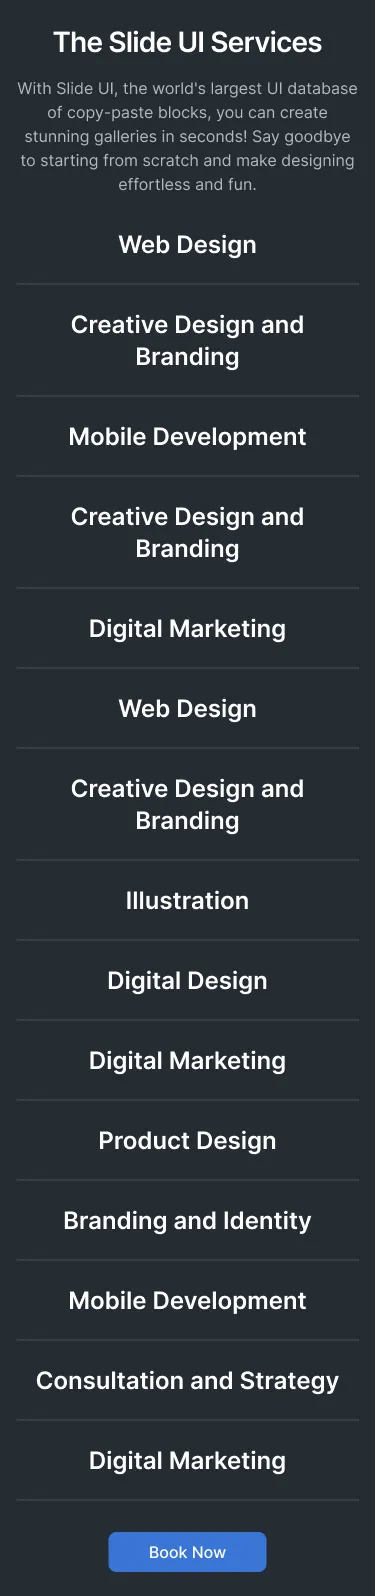 The Slide UI Services
With Slide UI, the world's largest UI database
of copy-paste blocks, you can create
stunning galleries in seconds! Say goodbye
to starting from scratch and make designing
effortless and fun.
Web Design
Creative Design and
Branding
Mobile Development
Creative Design and
Branding
Digital Marketing
Web Design
Creative Design and
Branding
Illustration
Digital Design
Digital Marketing
Product Design
Branding and Identity
Mobile Development
Consultation and Strategy
Digital Marketing
Book Now